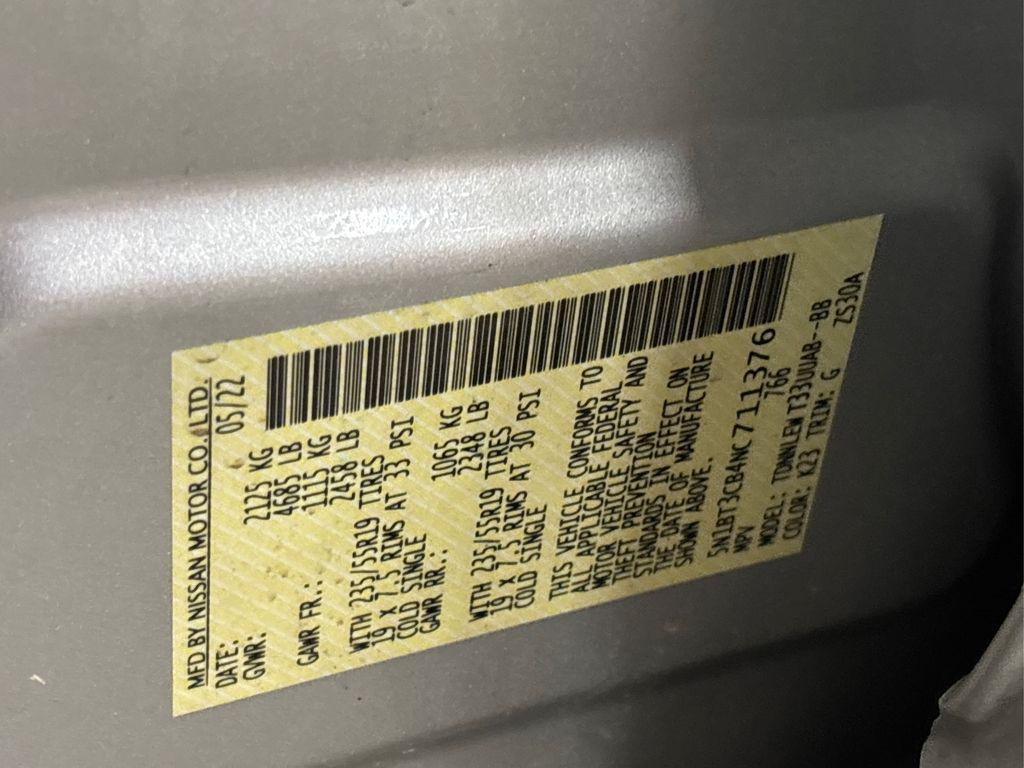 MFD BY NISSAN MOTOR CO.,LTD.
DATE: 05/22
GVWR: 2125 KG
4685 LB
GAWR FR.: 1115 KG
2458 LB
WITH 235/55R19 TIRES
19 X 7.5 RIMS AT 33 PSI
COLD SINGLE
GAWR RR.: 1065 KG
2348 LB
WITH 235/55R19 TIRES
19 X 7.5 RIMS AT 30 PSI
COLD SINGLE
THIS VEHICLE CONFORMS TO
ALL APPLICABLE FEDERAL
MOTOR VEHICLE SAFETY AND
THEFT PREVENTION
STANDARDS IN EFFECT ON
THE DATE OF MANUFACTURE
SHOWN ABOVE.
5N1BT3CB4NC711376
MPV 766
MODEL: TDNNLEWT33UUAB--BB
COLOR: K23 TRIM: G ZS30A